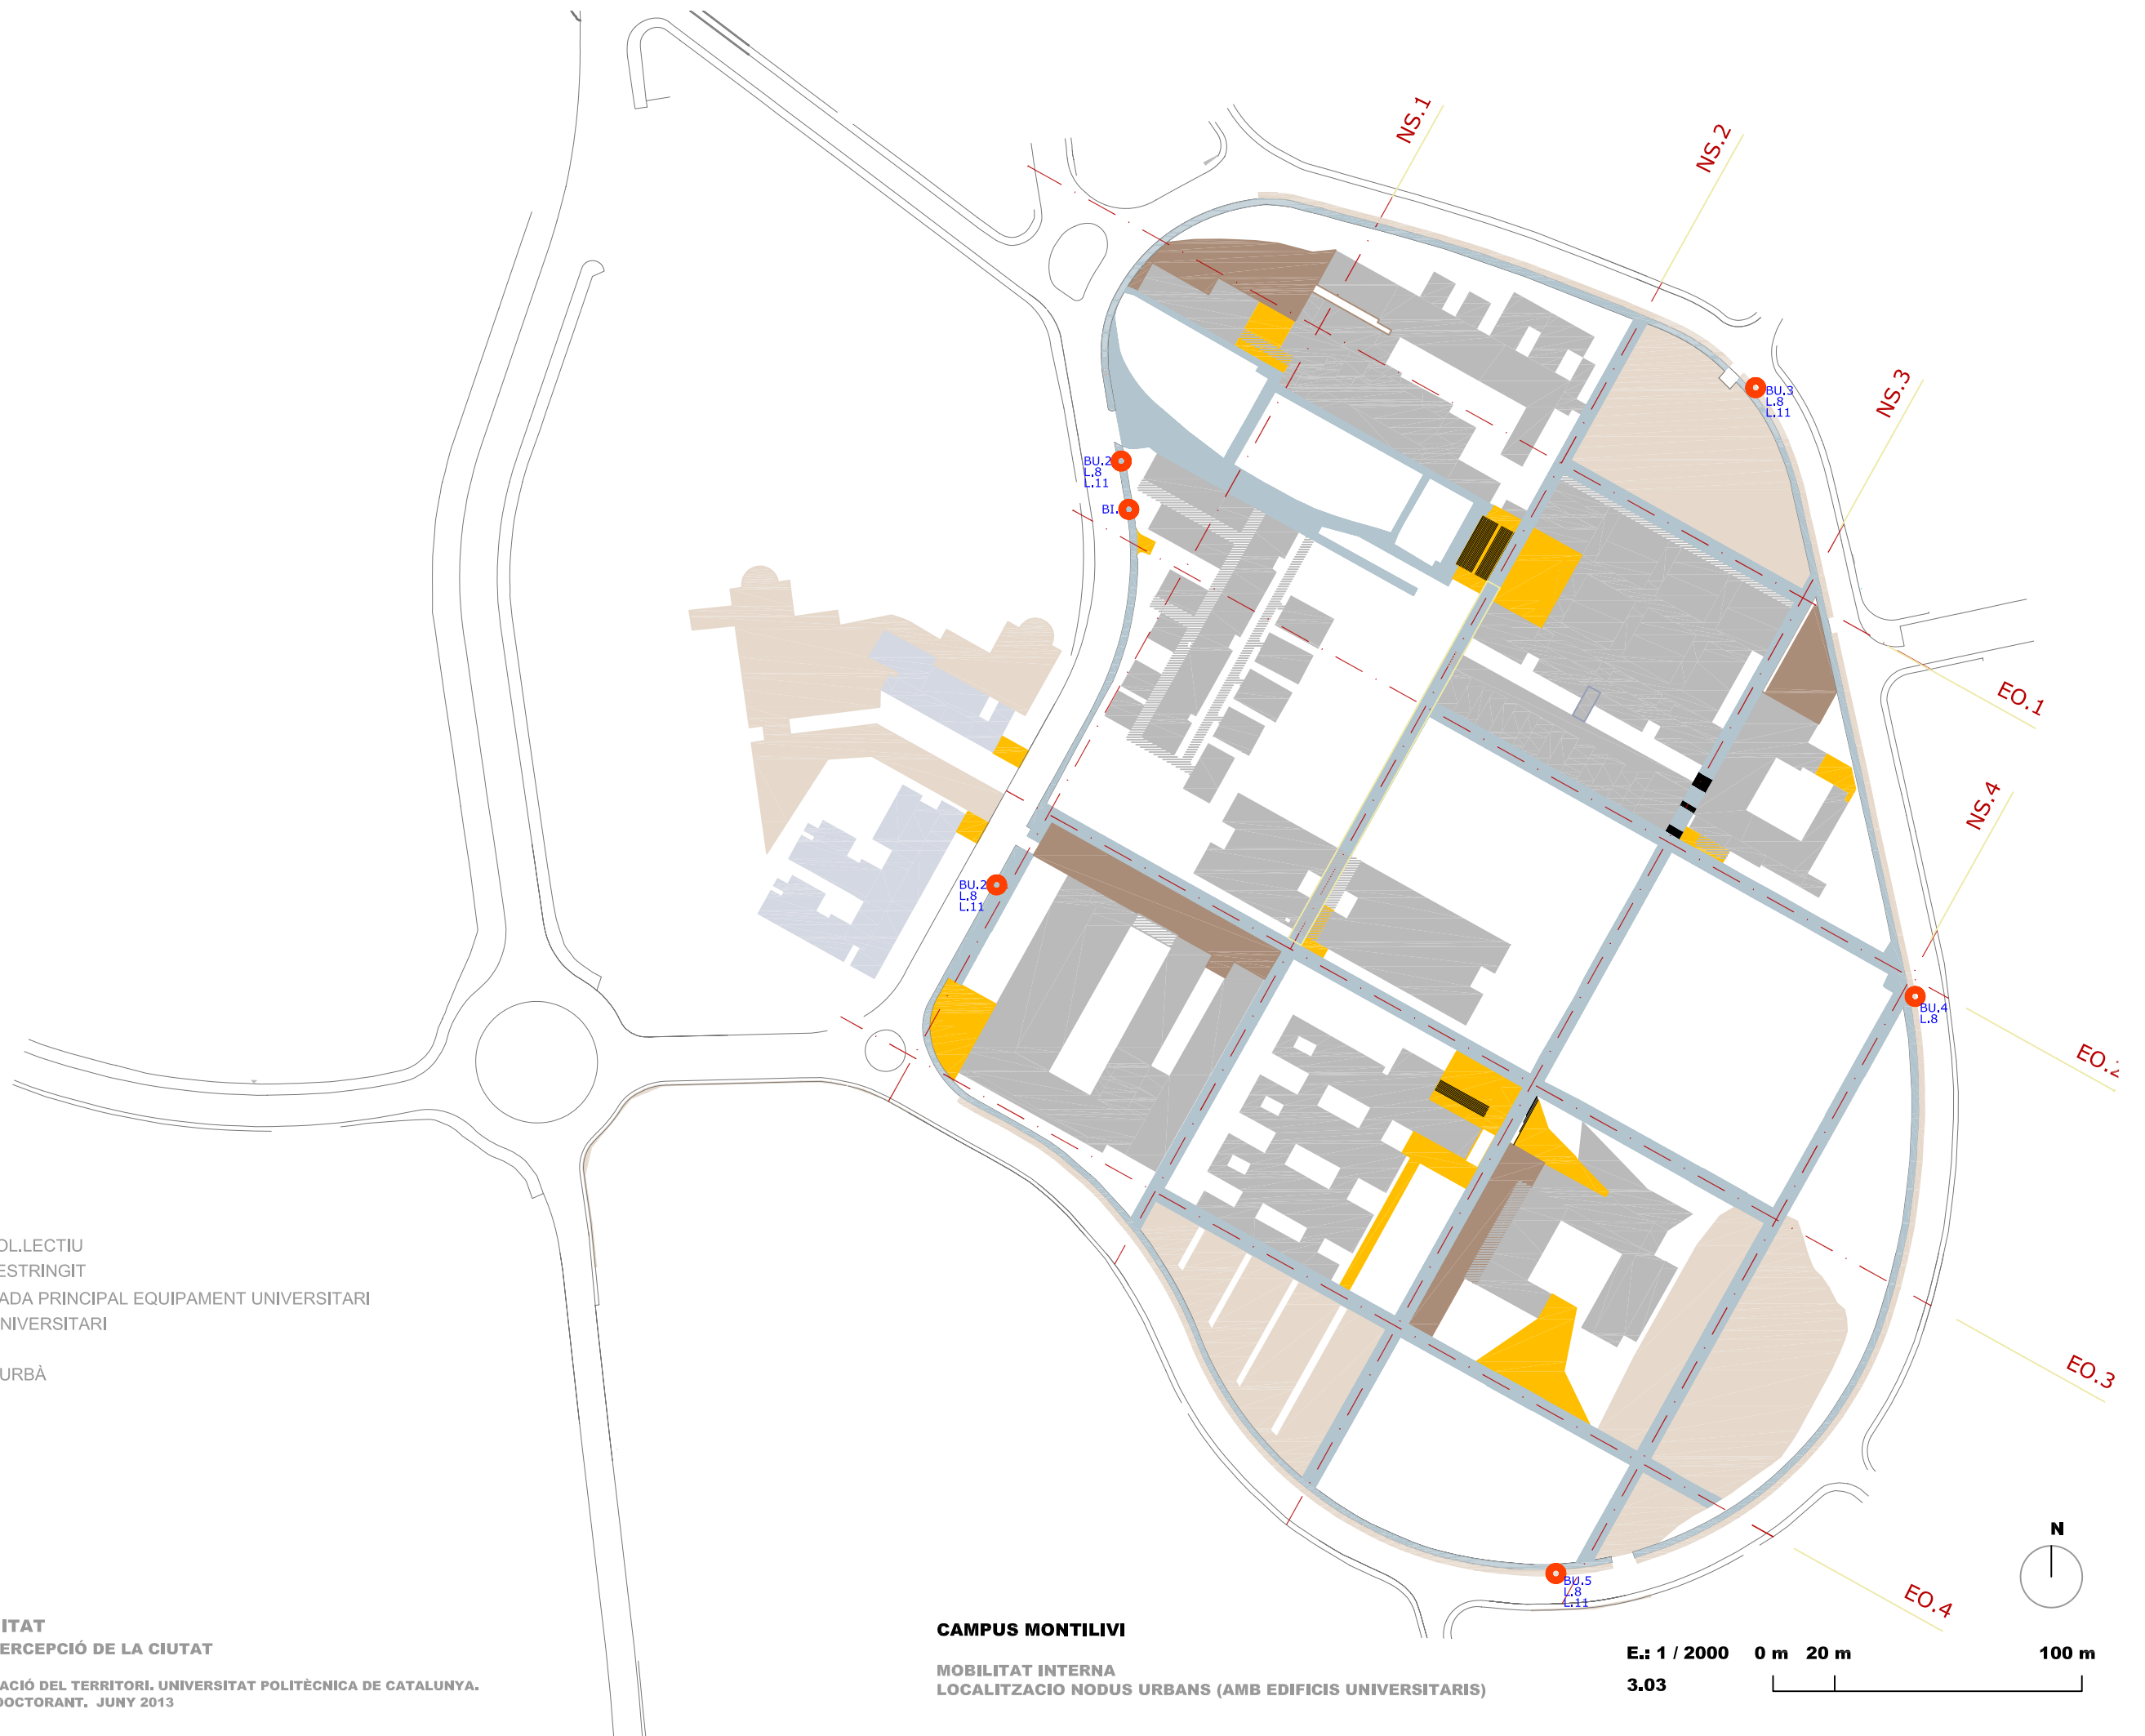 NS.1
NS.2
NS.3
BU.3
L.8
L.11
BU.2
L.8
L.11
BI.
EO.1
NS.4
BU.2
L.8
L.11
BU.4
L.8
EO.2
OL.LECTIU
ESTRINGIT
ADA PRINCIPAL EQUIPAMENT UNIVERSITARI
NIVERSITARI
URBÀ
EO.3
N
BU.5
L.8
L.11
EO.4
ITAT
ERCEPCIÓ DE LA CIUTAT
ACIÓ DEL TERRITORI. UNIVERSITAT POLITÈCNICA DE CATALUNYA.
DOCTORANT. JUNY 2013
CAMPUS MONTILIVI
MOBILITAT INTERNA
LOCALITZACIO NODUS URBANS (AMB EDIFICIS UNIVERSITARIS)
E.: 1 / 2000 0 m 20 m 100 m
3.03